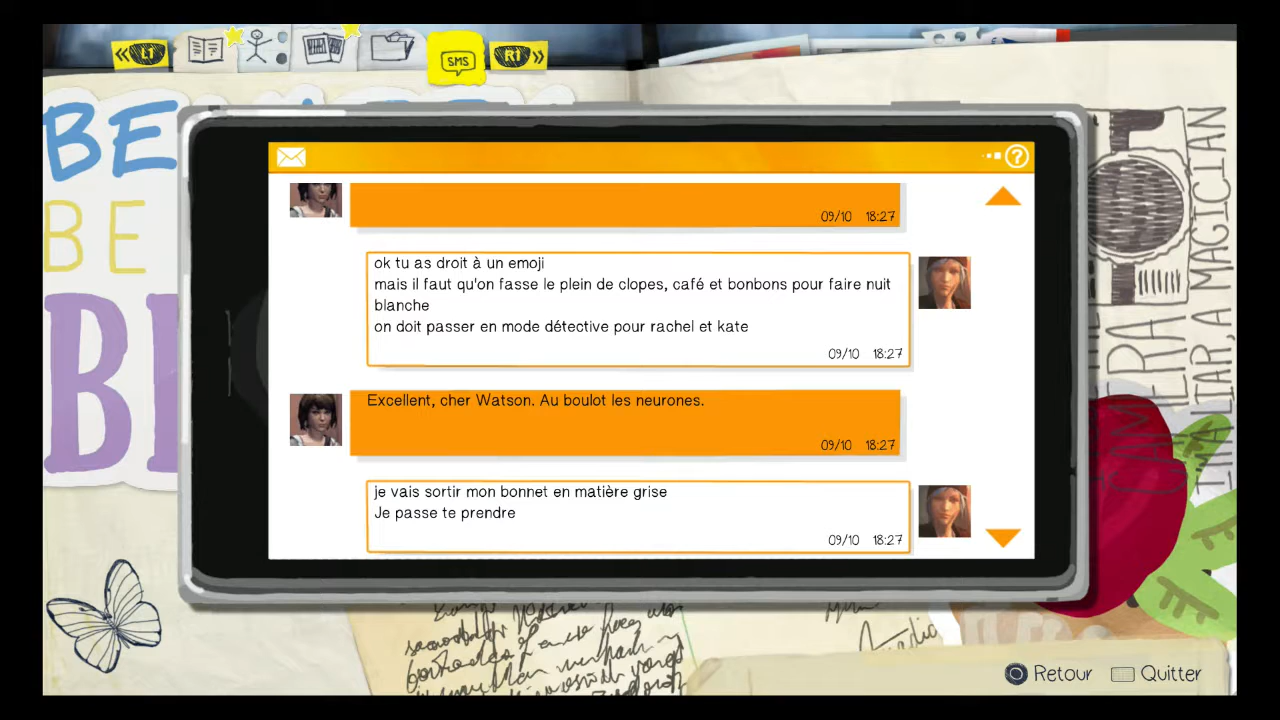 L1
SMS
R1
BE
BE
09/10 18:27
ok tu as droit à un emoji
mais il faut qu'on fasse le plein de clopes, café et bonbons pour faire nuit
blanche
on doit passer en mode détective pour rachel et kate
09/10 18:27
Excellent, cher Watson. Au boulot les neurones.
09/10 18:27
je vais sortir mon bonnet en matière grise
Je passe te prendre
09/10 18:27
CAMERA
LIAR, A MAGICIAN
Retour
Quitter